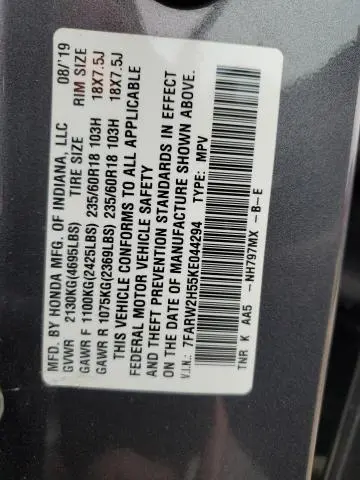 MFD. BY HONDA MFG. OF INDIANA, LLC 08/'19
GVWR 2130KG(4695LBS) TIRE SIZE RIM SIZE
GAWR F 1100KG(2425LBS) 235/60R18 103H 18X7.5J
GAWR R 1075KG(2369LBS) 235/60R18 103H 18X7.5J
THIS VEHICLE CONFORMS TO ALL APPLICABLE
FEDERAL MOTOR VEHICLE SAFETY
AND THEFT PREVENTION STANDARDS IN EFFECT
ON THE DATE OF MANUFACTURE SHOWN ABOVE.
V.I.N.: 7FARW2H55KE044294 TYPE: MPV
TNR K AA5 -NH797MX -B-E